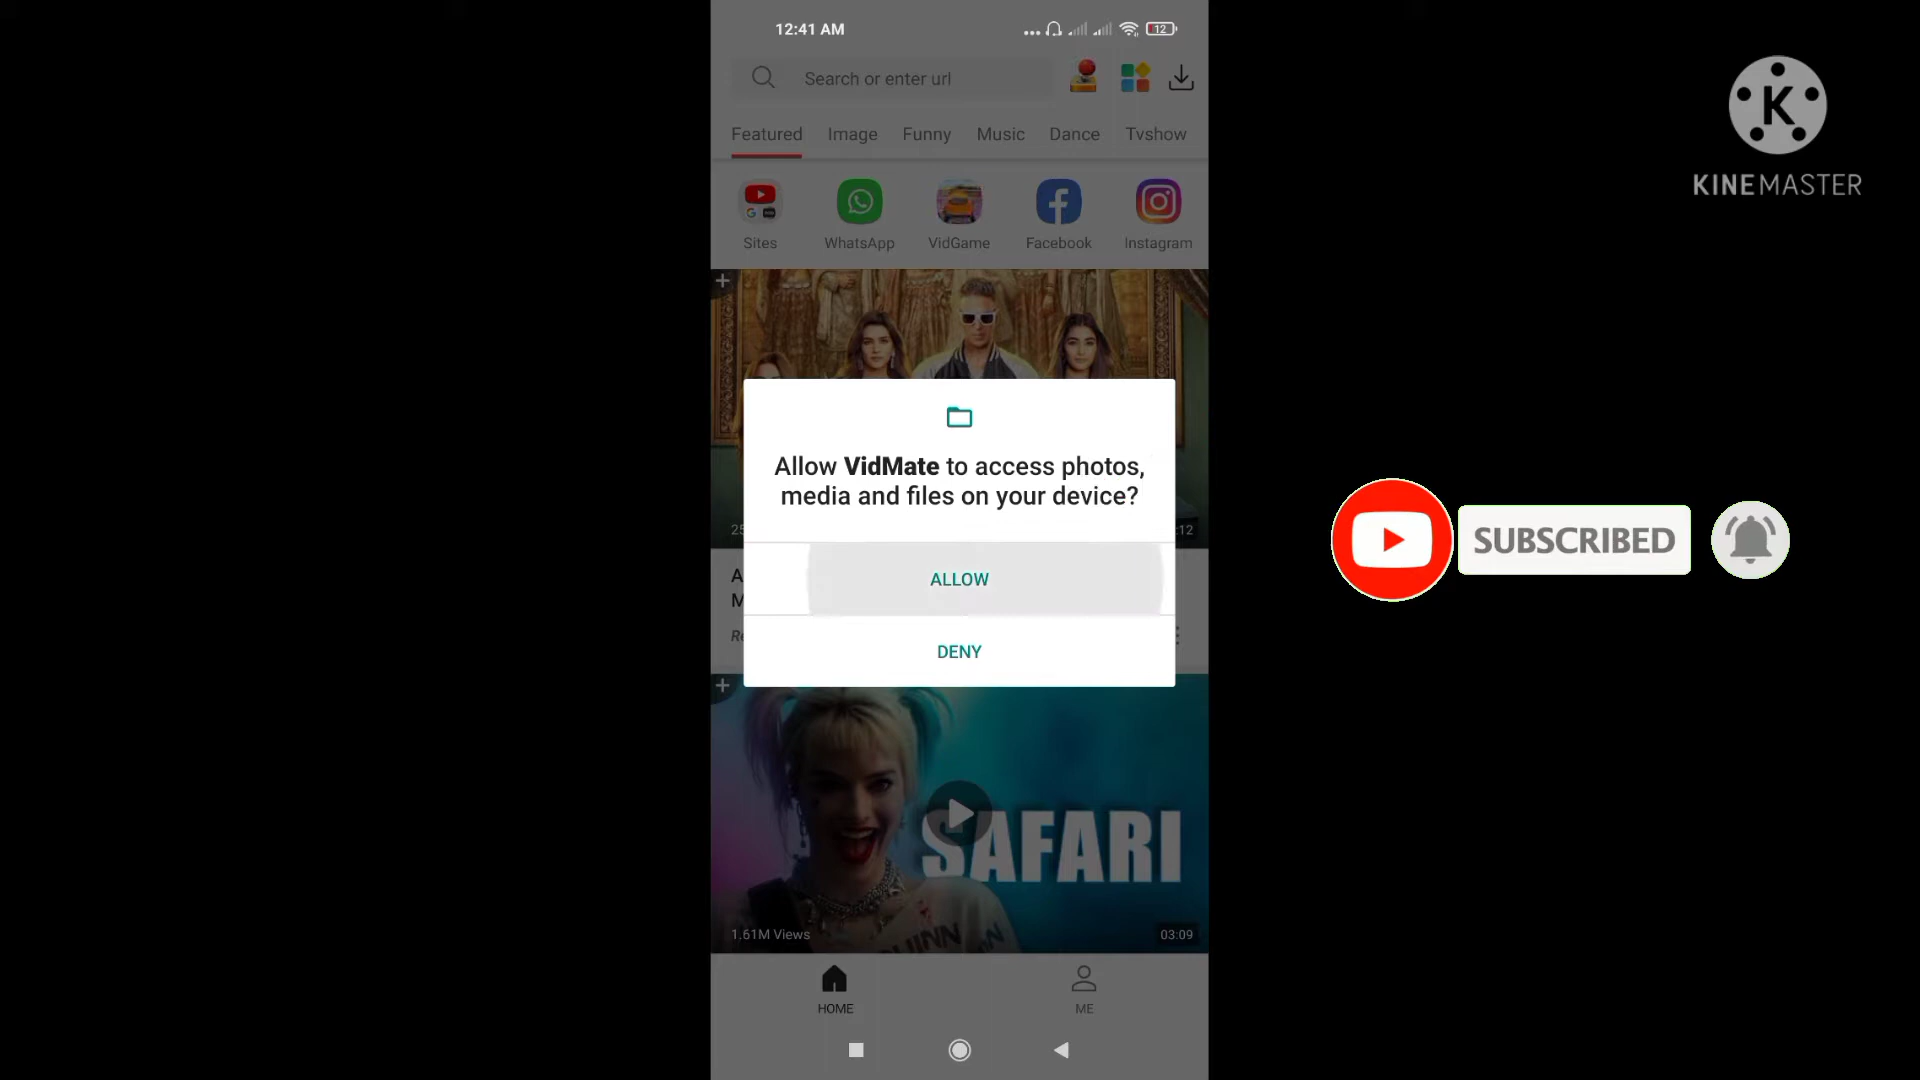 12:41 AM
12
Search or enter url
Featured Image Funny Music Dance Tvshow
Sites WhatsApp VidGame Facebook Instagram
Allow VidMate to access photos,
media and files on your device?
ALLOW
DENY
SAFARI
1.61M Views 03:09
HOME ME
K
KINEMASTER
SUBSCRIBED